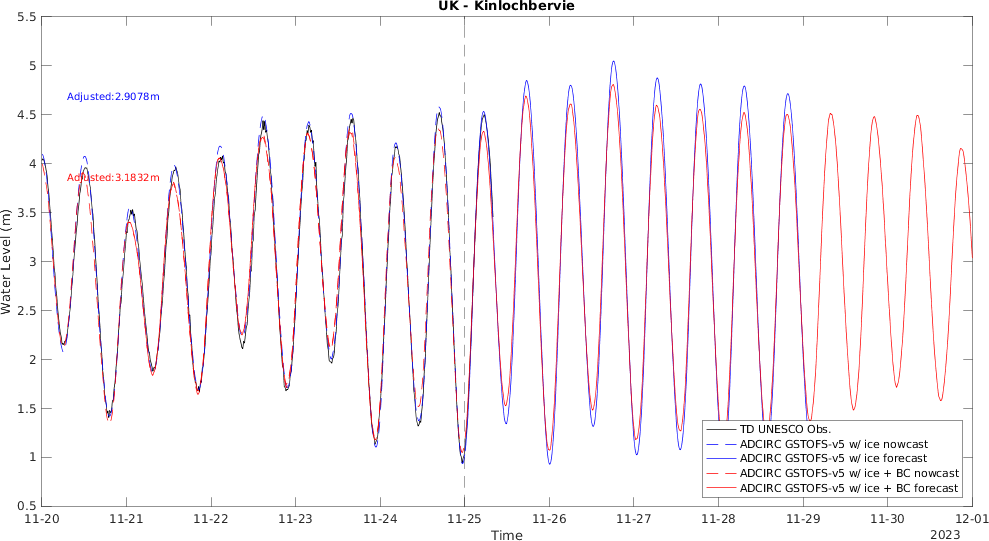 UK - Kinlochbervie
5.5
5
4.5
4
3.5
3
2.5
2
1.5
1
0.5
Water Level (m)
Adjusted:2.9078m
Adjusted:3.1832m
TD UNESCO Obs.
ADCIRC GSTOFS-v5 w/ ice nowcast
ADCIRC GSTOFS-v5 w/ ice forecast
ADCIRC GSTOFS-v5 w/ ice + BC nowcast
ADCIRC GSTOFS-v5 w/ ice + BC forecast
11-20 11-21 11-22 11-23 11-24 11-25 11-26 11-27 11-28 11-29 11-30 12-01
Time
2023